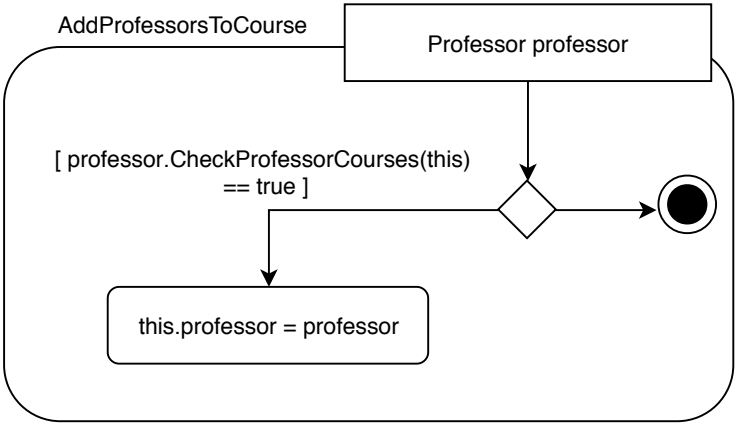 AddProfessorsToCourse
Professor professor
[ professor.CheckProfessorCourses(this)
== true ]
this.professor = professor